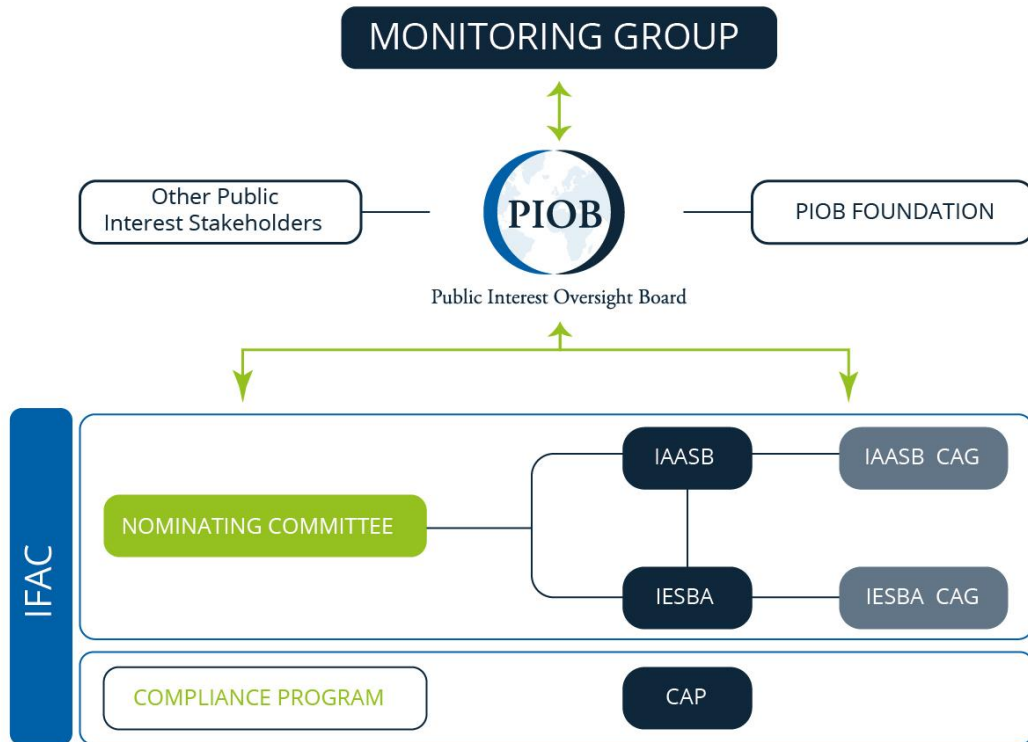 MONITORING GROUP
Other Public
Interest Stakeholders
PIOB
PIOB FOUNDATION
Public Interest Oversight Board
IFAC
NOMINATING COMMITTEE
IAASB
IAASB CAG
IESBA
IESBA CAG
COMPLIANCE PROGRAM
CAP